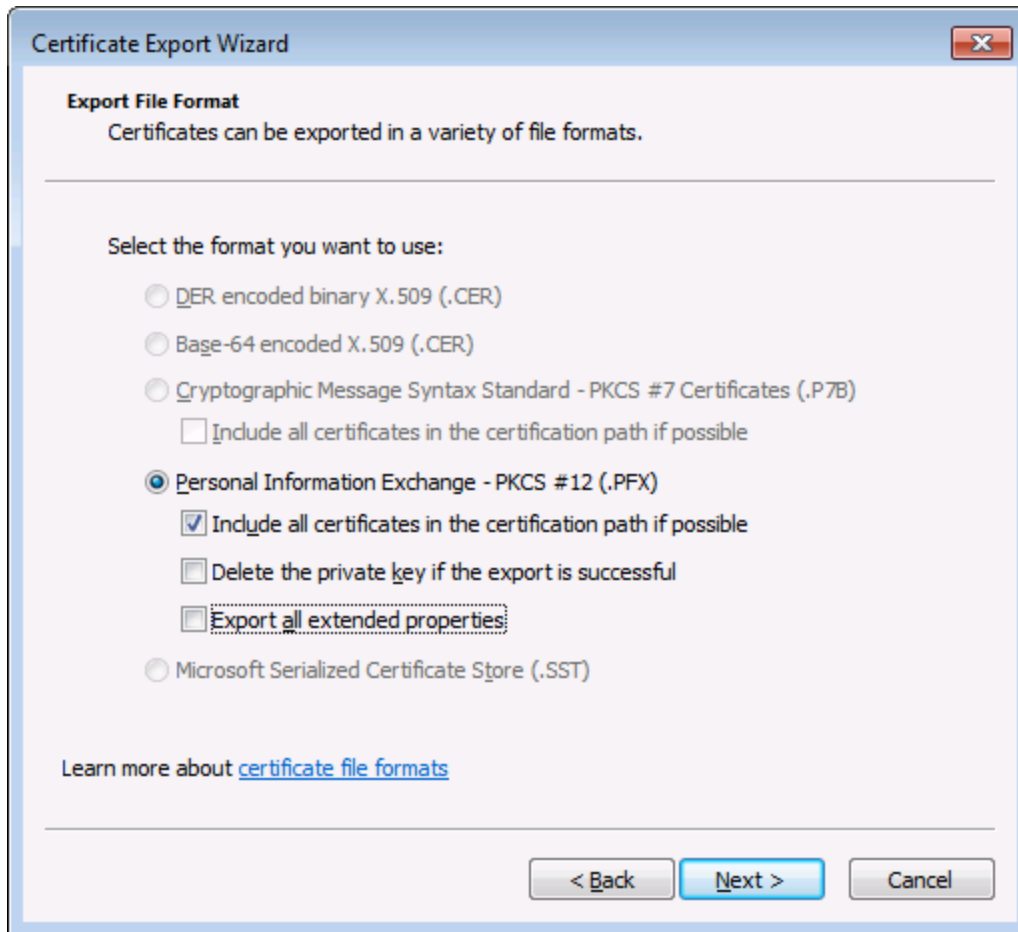 Certificate Export Wizard
Export File Format
Certificates can be exported in a variety of file formats.
Select the format you want to use:
DER encoded binary X.509 (.CER)
Base-64 encoded X.509 (.CER)
Cryptographic Message Syntax Standard - PKCS #7 Certificates (.P7B)
Include all certificates in the certification path if possible
Personal Information Exchange - PKCS #12 (.PFX)
Include all certificates in the certification path if possible
Delete the private key if the export is successful
Export all extended properties
Microsoft Serialized Certificate Store (.SST)
Learn more about certificate file formats
< Back Next > Cancel